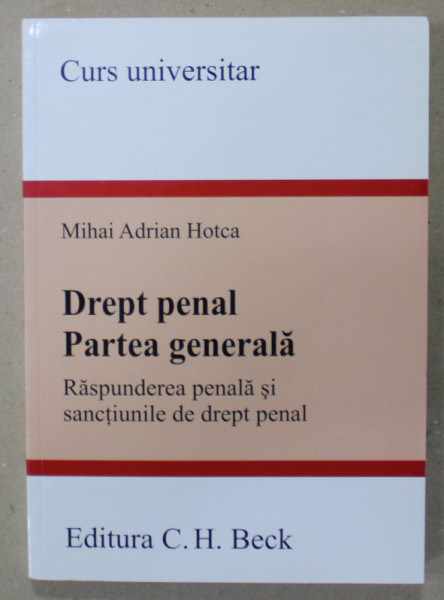 Curs universitar
Mihai Adrian Hotca
Drept penal
Partea generală
Răspunderea penală şi
sancţiunile de drept penal
Editura C. H. Beck